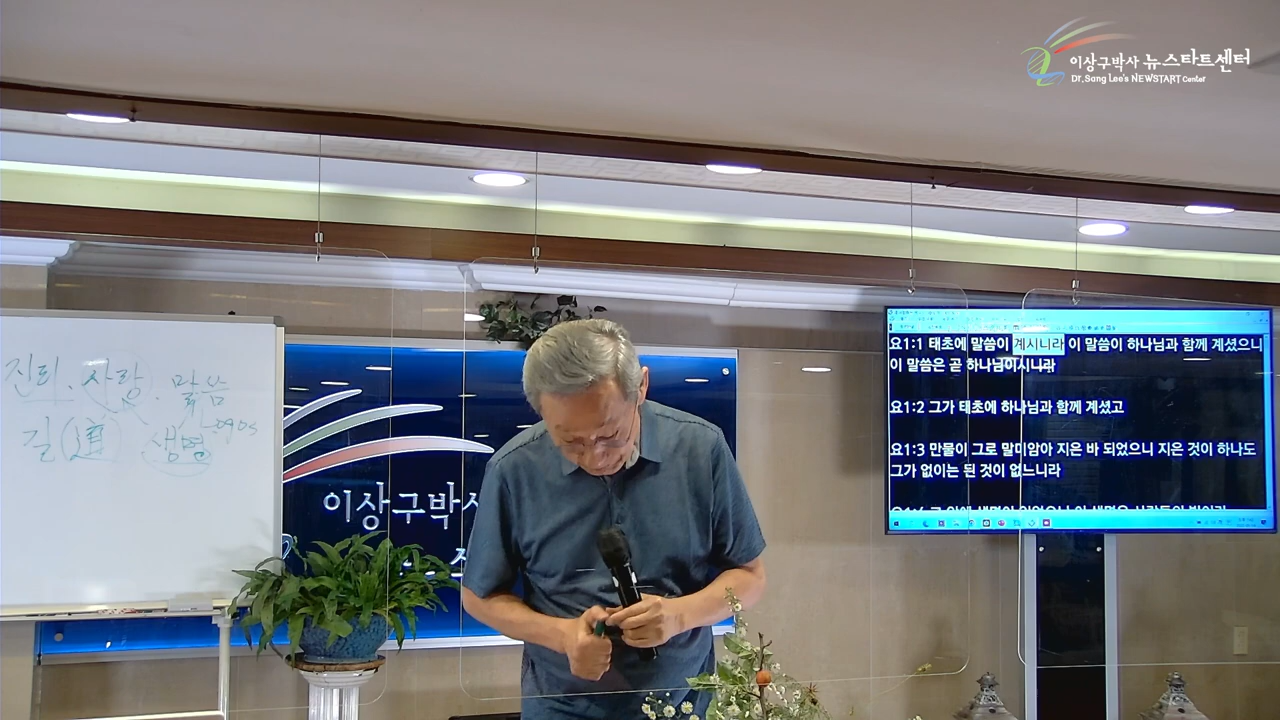 이상구박사 뉴스타트센터
Dr. Sang Lee's NEWSTART Center
진리. 사랑. 말씀
logos
길(道) 생명
이상구박사
요1:1 태초에 말씀이 계시니라 이 말씀이 하나님과 함께 계셨으니
이 말씀은 곧 하나님이시니라
요1:2 그가 태초에 하나님과 함께 계셨고
요1:3 만물이 그로 말미암아 지은 바 되었으니 지은 것이 하나도
그가 없이는 된 것이 없느니라